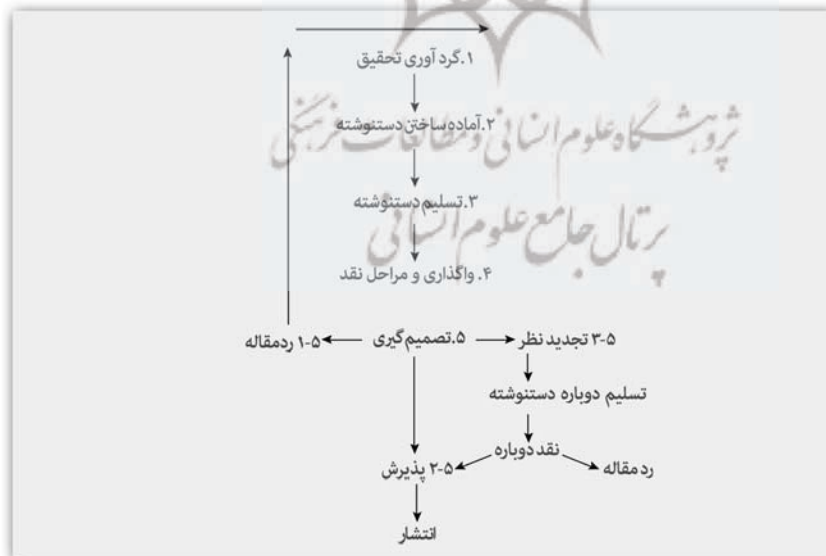 ۱.گردآوری تحقیق
۲.آماده ساختن دستنوشته
پژوهشگاه علوم انسانی و مطالعات فرهنگی
۳.تسلیم دستنوشته
پرتال جامع علوم انسانی
۴. واگذاری و مراحل نقد
۳-۵ تجدید نظر
۵.تصمیم‌گیری
۱-۵ ردمقاله
تسلیم دوباره دستنوشته
نقد دوباره
رد مقاله
۲-۵ پذیرش
انتشار